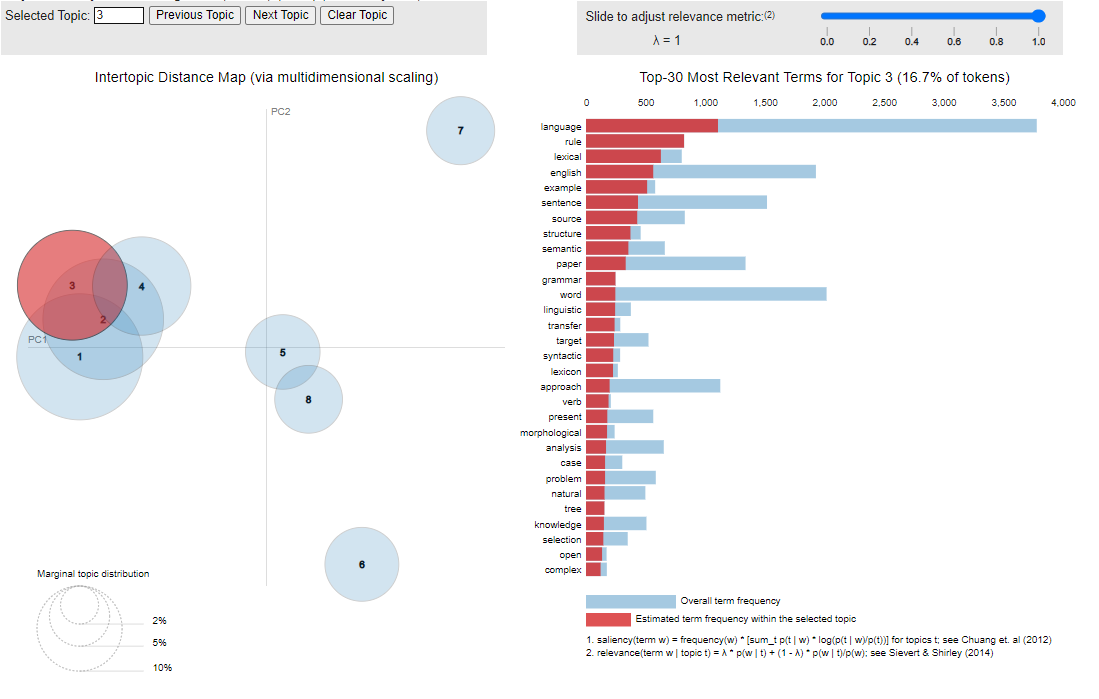 Selected Topic: 3 Previous Topic Next Topic Clear Topic
Slide to adjust relevance metric:(2)
λ = 1
0.0 0.2 0.4 0.6 0.8 1.0
Intertopic Distance Map (via multidimensional scaling)
PC2
7
3
4
2
PC1
1
5
8
6
Marginal topic distribution
2%
5%
10%
Top-30 Most Relevant Terms for Topic 3 (16.7% of tokens)
0 500 1,000 1,500 2,000 2,500 3,000 3,500 4,000
language
rule
lexical
english
example
sentence
source
structure
semantic
paper
grammar
word
linguistic
transfer
target
syntactic
lexicon
approach
verb
present
morphological
analysis
case
problem
natural
tree
knowledge
selection
open
complex
Overall term frequency
Estimated term frequency within the selected topic
1. saliency(term w) = frequency(w) * [sum_t p(t | w) * log(p(t | w)/p(t))] for topics t; see Chuang et. al (2012)
2. relevance(term w | topic t) = λ * p(w | t) + (1 - λ) * p(w | t)/p(w); see Sievert & Shirley (2014)